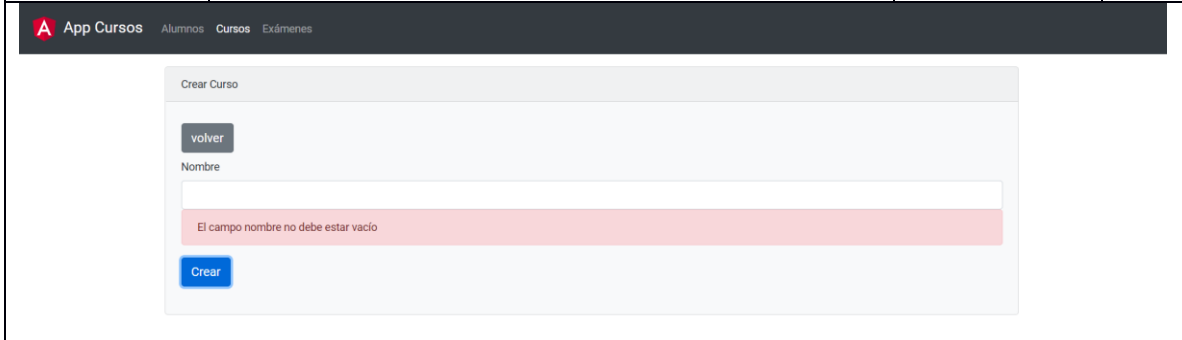 App Cursos Alumnos Cursos Exámenes
Crear Curso
volver
Nombre
El campo nombre no debe estar vacío
Crear